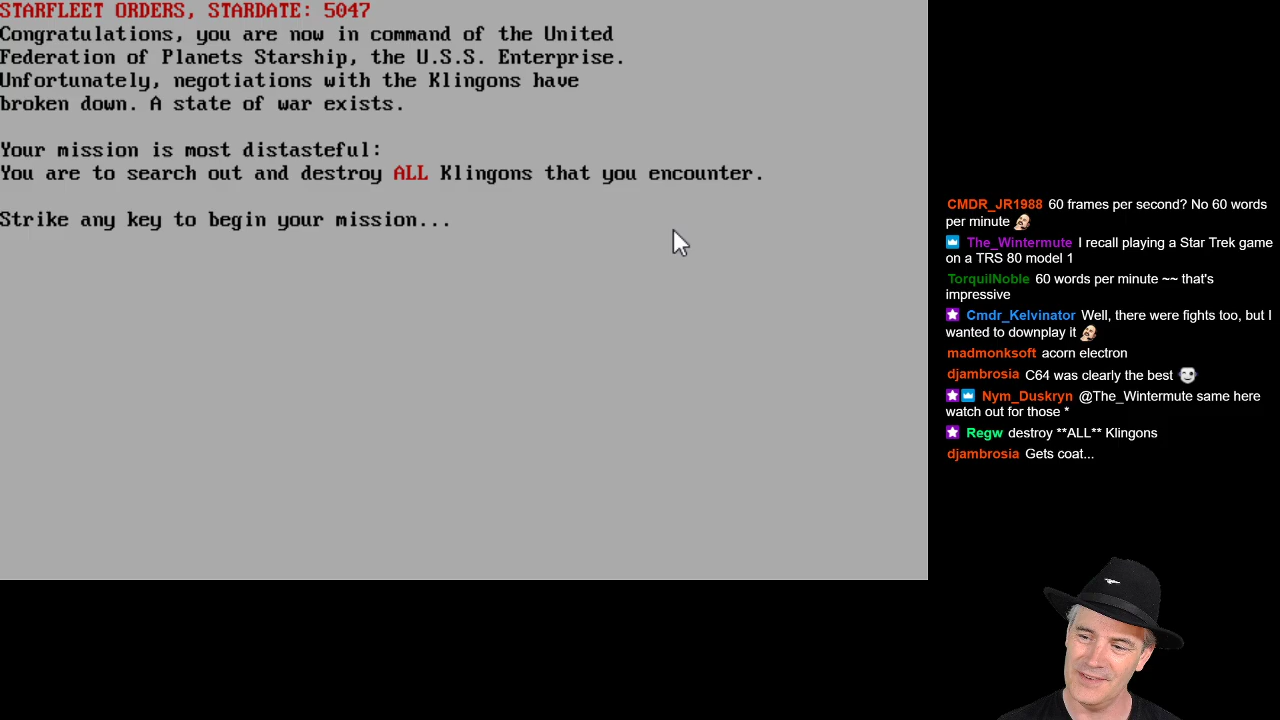 STARFLEET ORDERS, STARDATE: 5047
Congratulations, you are now in command of the United
Federation of Planets Starship, the U.S.S. Enterprise.
Unfortunately, negotiations with the Klingons have
broken down. A state of war exists.
Your mission is most distasteful:
You are to search out and destroy ALL Klingons that you encounter.
Strike any key to begin your mission...
CMDR_JR1988 60 frames per second? No 60 words
per minute
The_Wintermute I recall playing a Star Trek game
on a TRS 80 model 1
TorquilNoble 60 words per minute ~~ that's
impressive
Cmdr_Kelvinator Well, there were fights too, but I
wanted to downplay it
madmonksoft acorn electron
djambrosia C64 was clearly the best
Nym_Duskryn @The_Wintermute same here
watch out for those *
Regw destroy **ALL** Klingons
djambrosia Gets coat...